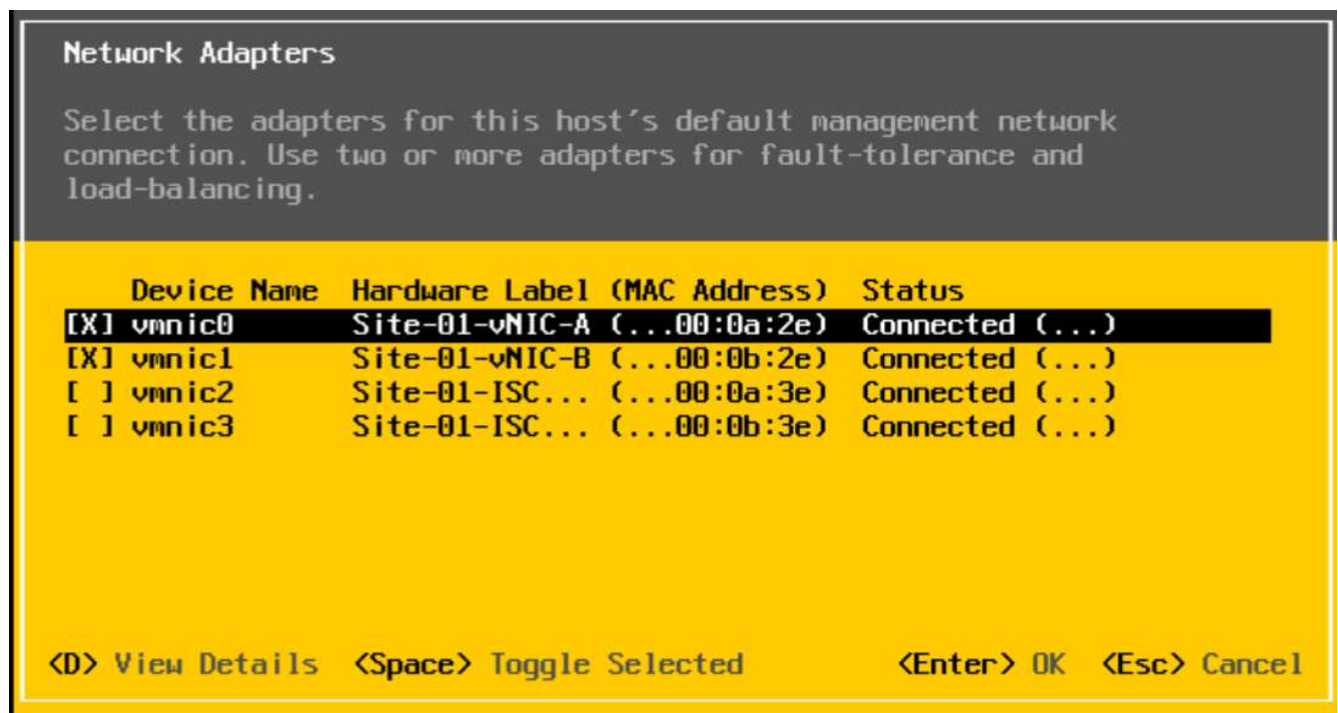 Network Adapters
Select the adapters for this host's default management network
connection. Use two or more adapters for fault-tolerance and
load-balancing.
Device Name Hardware Label (MAC Address) Status
[X] vmnic0 Site-01-vNIC-A (...00:0a:2e) Connected (...)
[X] vmnic1 Site-01-vNIC-B (...00:0b:2e) Connected (...)
[ ] vmnic2 Site-01-ISC... (...00:0a:3e) Connected (...)
[ ] vmnic3 Site-01-ISC... (...00:0b:3e) Connected (...)
<D> View Details <Space> Toggle Selected <Enter> OK <Esc> Cancel